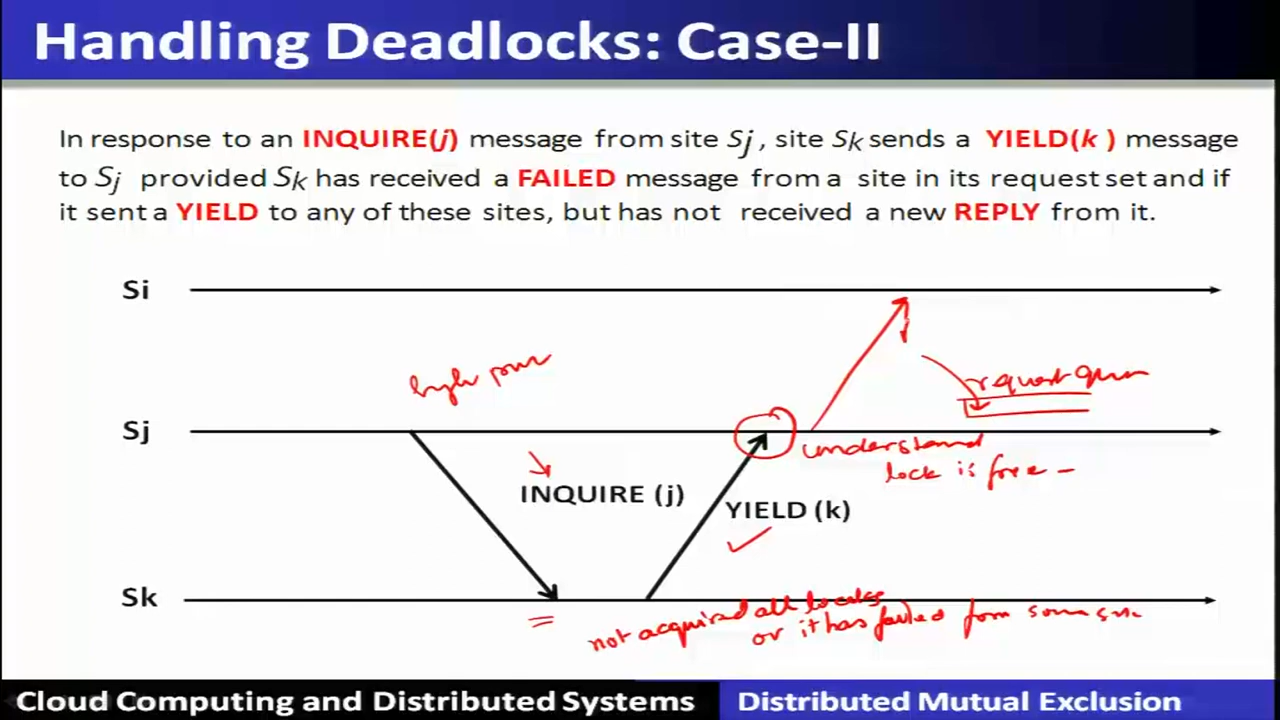 Handling Deadlocks: Case-II
In response to an INQUIRE(j) message from site Sj, site Sk sends a YIELD(k ) message
to Sj provided Sk has received a FAILED message from a site in its request set and if
it sent a YIELD to any of these sites, but has not received a new REPLY from it.
Si
high
request
Sj
understand
lock is free -
INQUIRE (j)
YIELD (k)
Sk
not acquired all locks
or it has failed from some
Cloud Computing and Distributed Systems
Distributed Mutual Exclusion